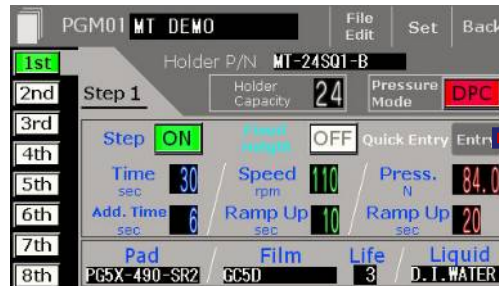 PGM01 MT DEMO File Edit Set Back
1st Holder P/N MT-24SQ1-B
2nd Step 1 Holder Capacity 24 Pressure Mode DPC
3rd
4th Step ON Fixed Height OFF Quick Entry Entry
5th Time sec 30 Speed rpm 110 Press. N 84.0
6th Add. Time sec 6 Ramp Up sec 10 Ramp Up sec 20
7th Pad Film Life Liquid
8th PG5X-490-SR2 GC5D 3 D.I.WATER